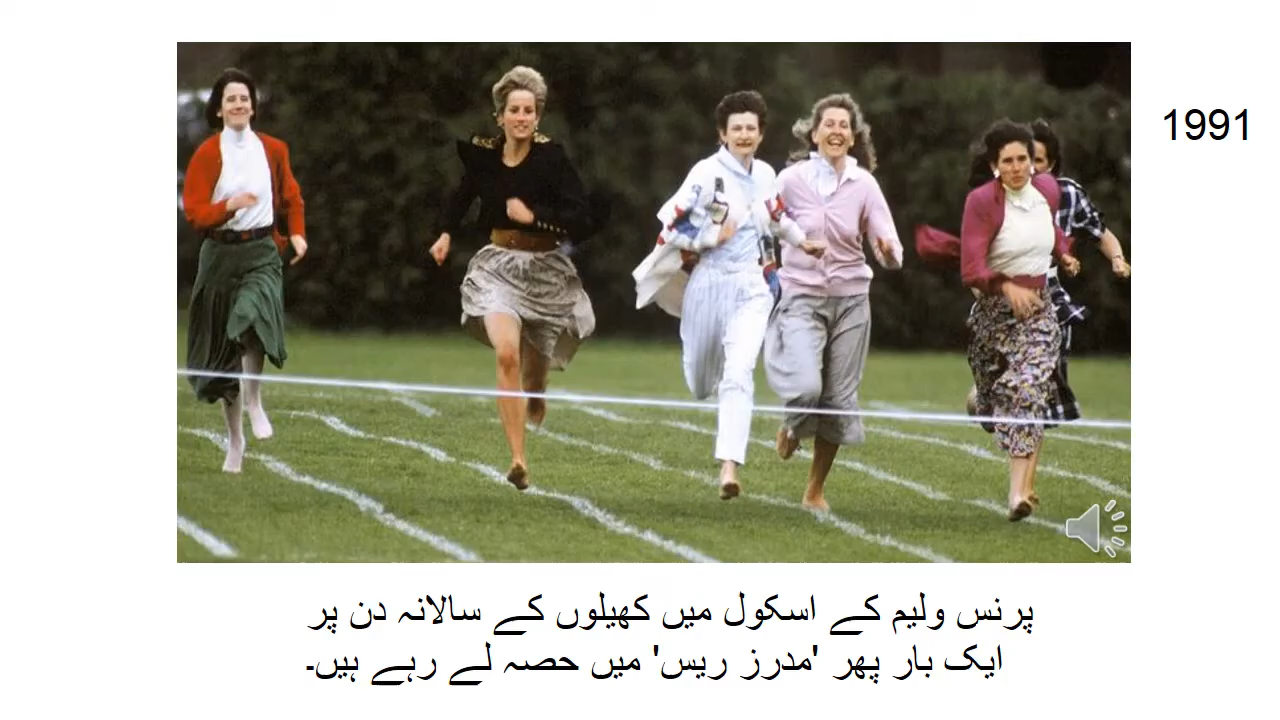 1991
پرنس ولیم کے اسکول میں کھیلوں کے سالانہ دن پر
ایک بار پھر 'مدرز ریس' میں حصہ لے رہے ہیں۔